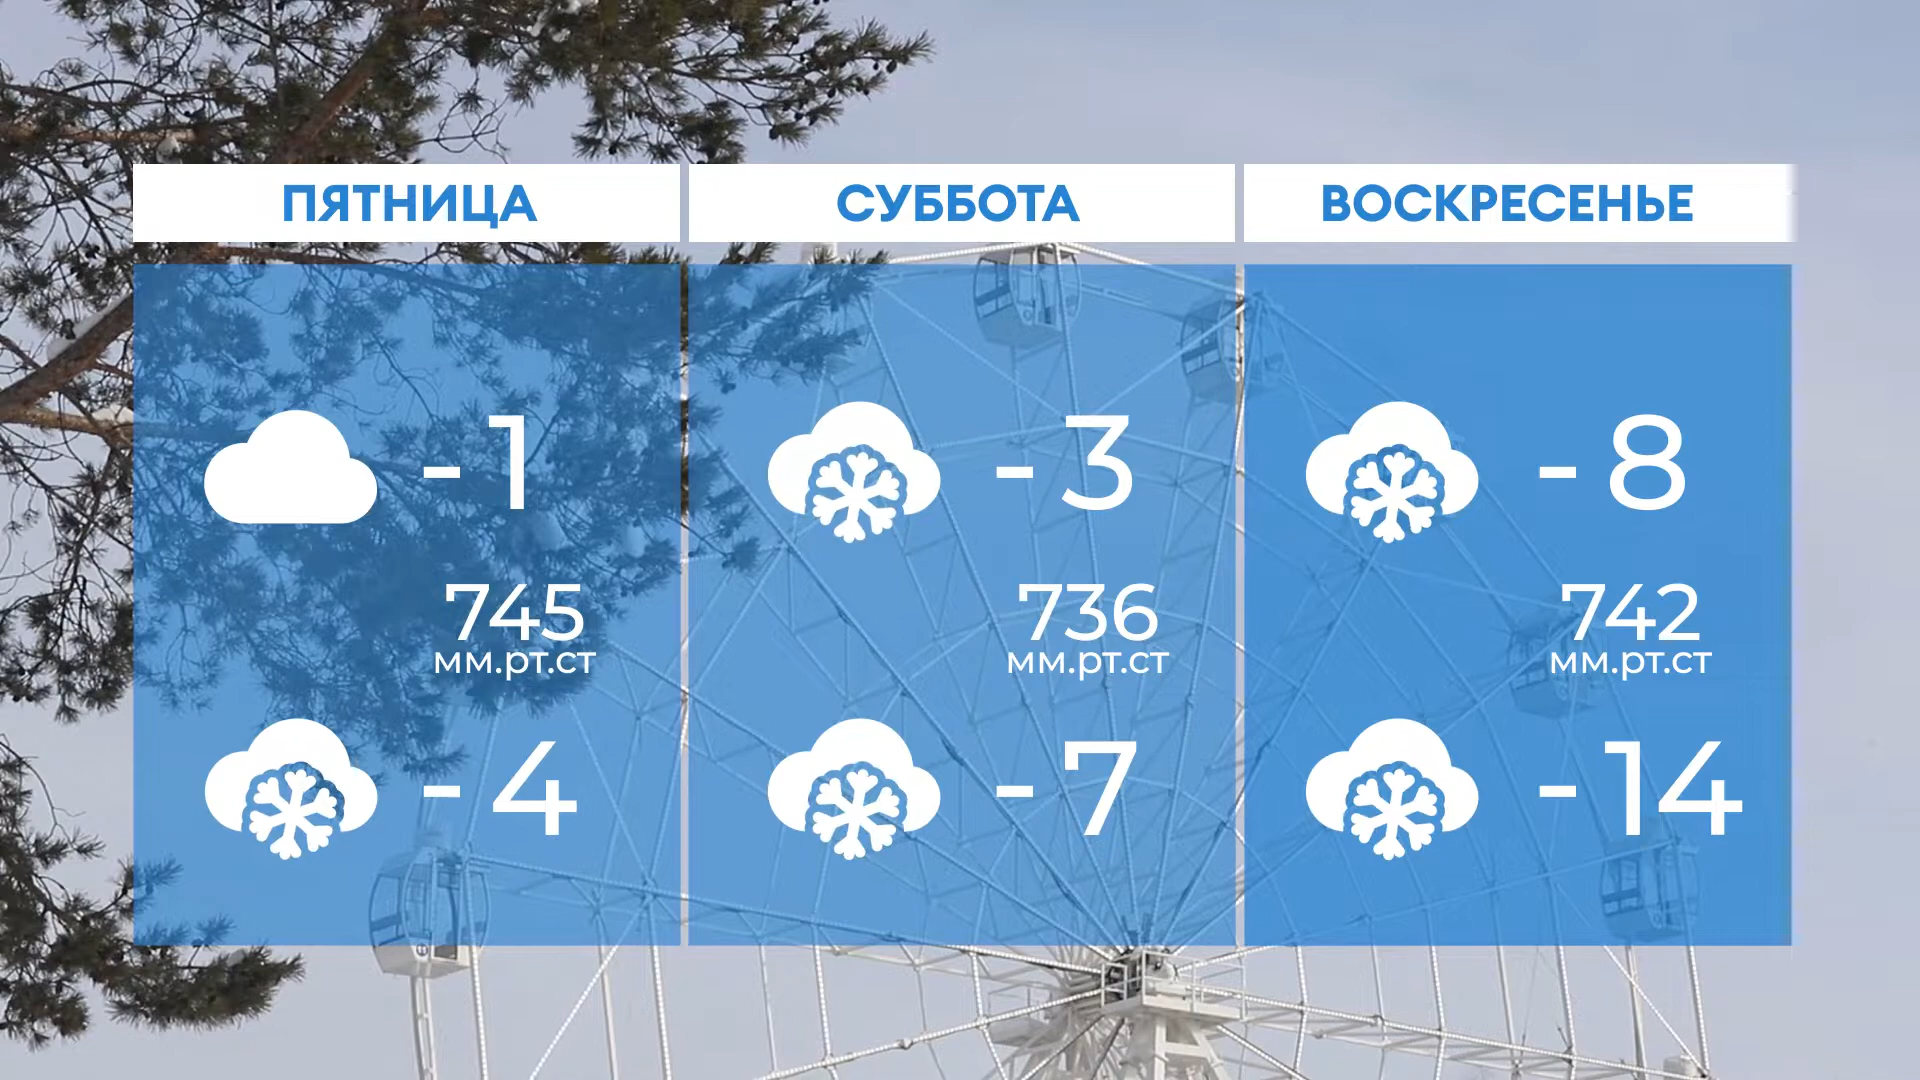 ПЯТНИЦА
- 1
745
мм.рт.ст
- 4
СУББОТА
- 3
736
мм.рт.ст
- 7
ВОСКРЕСЕНЬЕ
- 8
742
мм.рт.ст
- 14